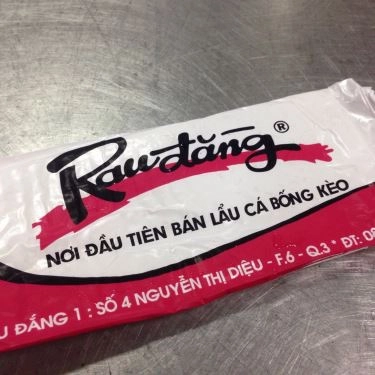 Rau đắng ®
NƠI ĐẦU TIÊN BÁN LẨU CÁ BỐNG KÈO
U ĐẮNG 1 : SỐ 4 NGUYỄN THỊ DIỆU - F.6 - Q.3 * ĐT: 08